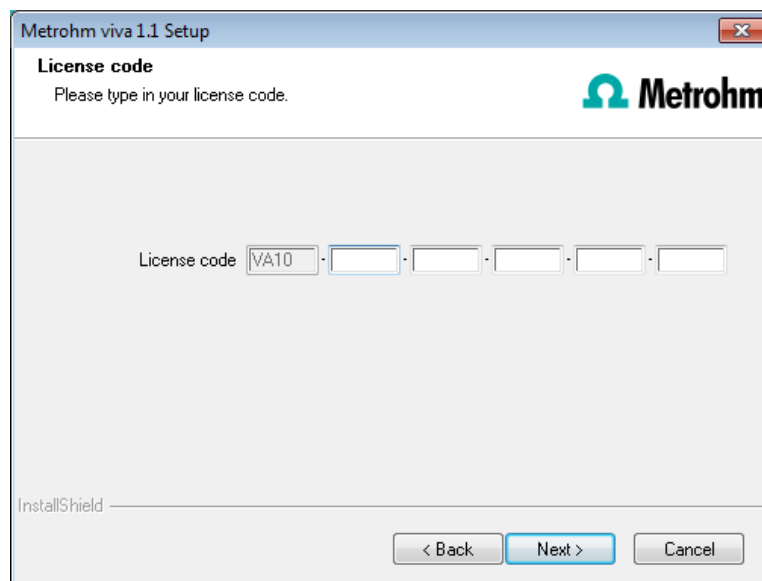 Metrohm viva 1.1 Setup
License code
Please type in your license code.
Metrohm
License code VA10 - - - - -
InstallShield
< Back Next > Cancel